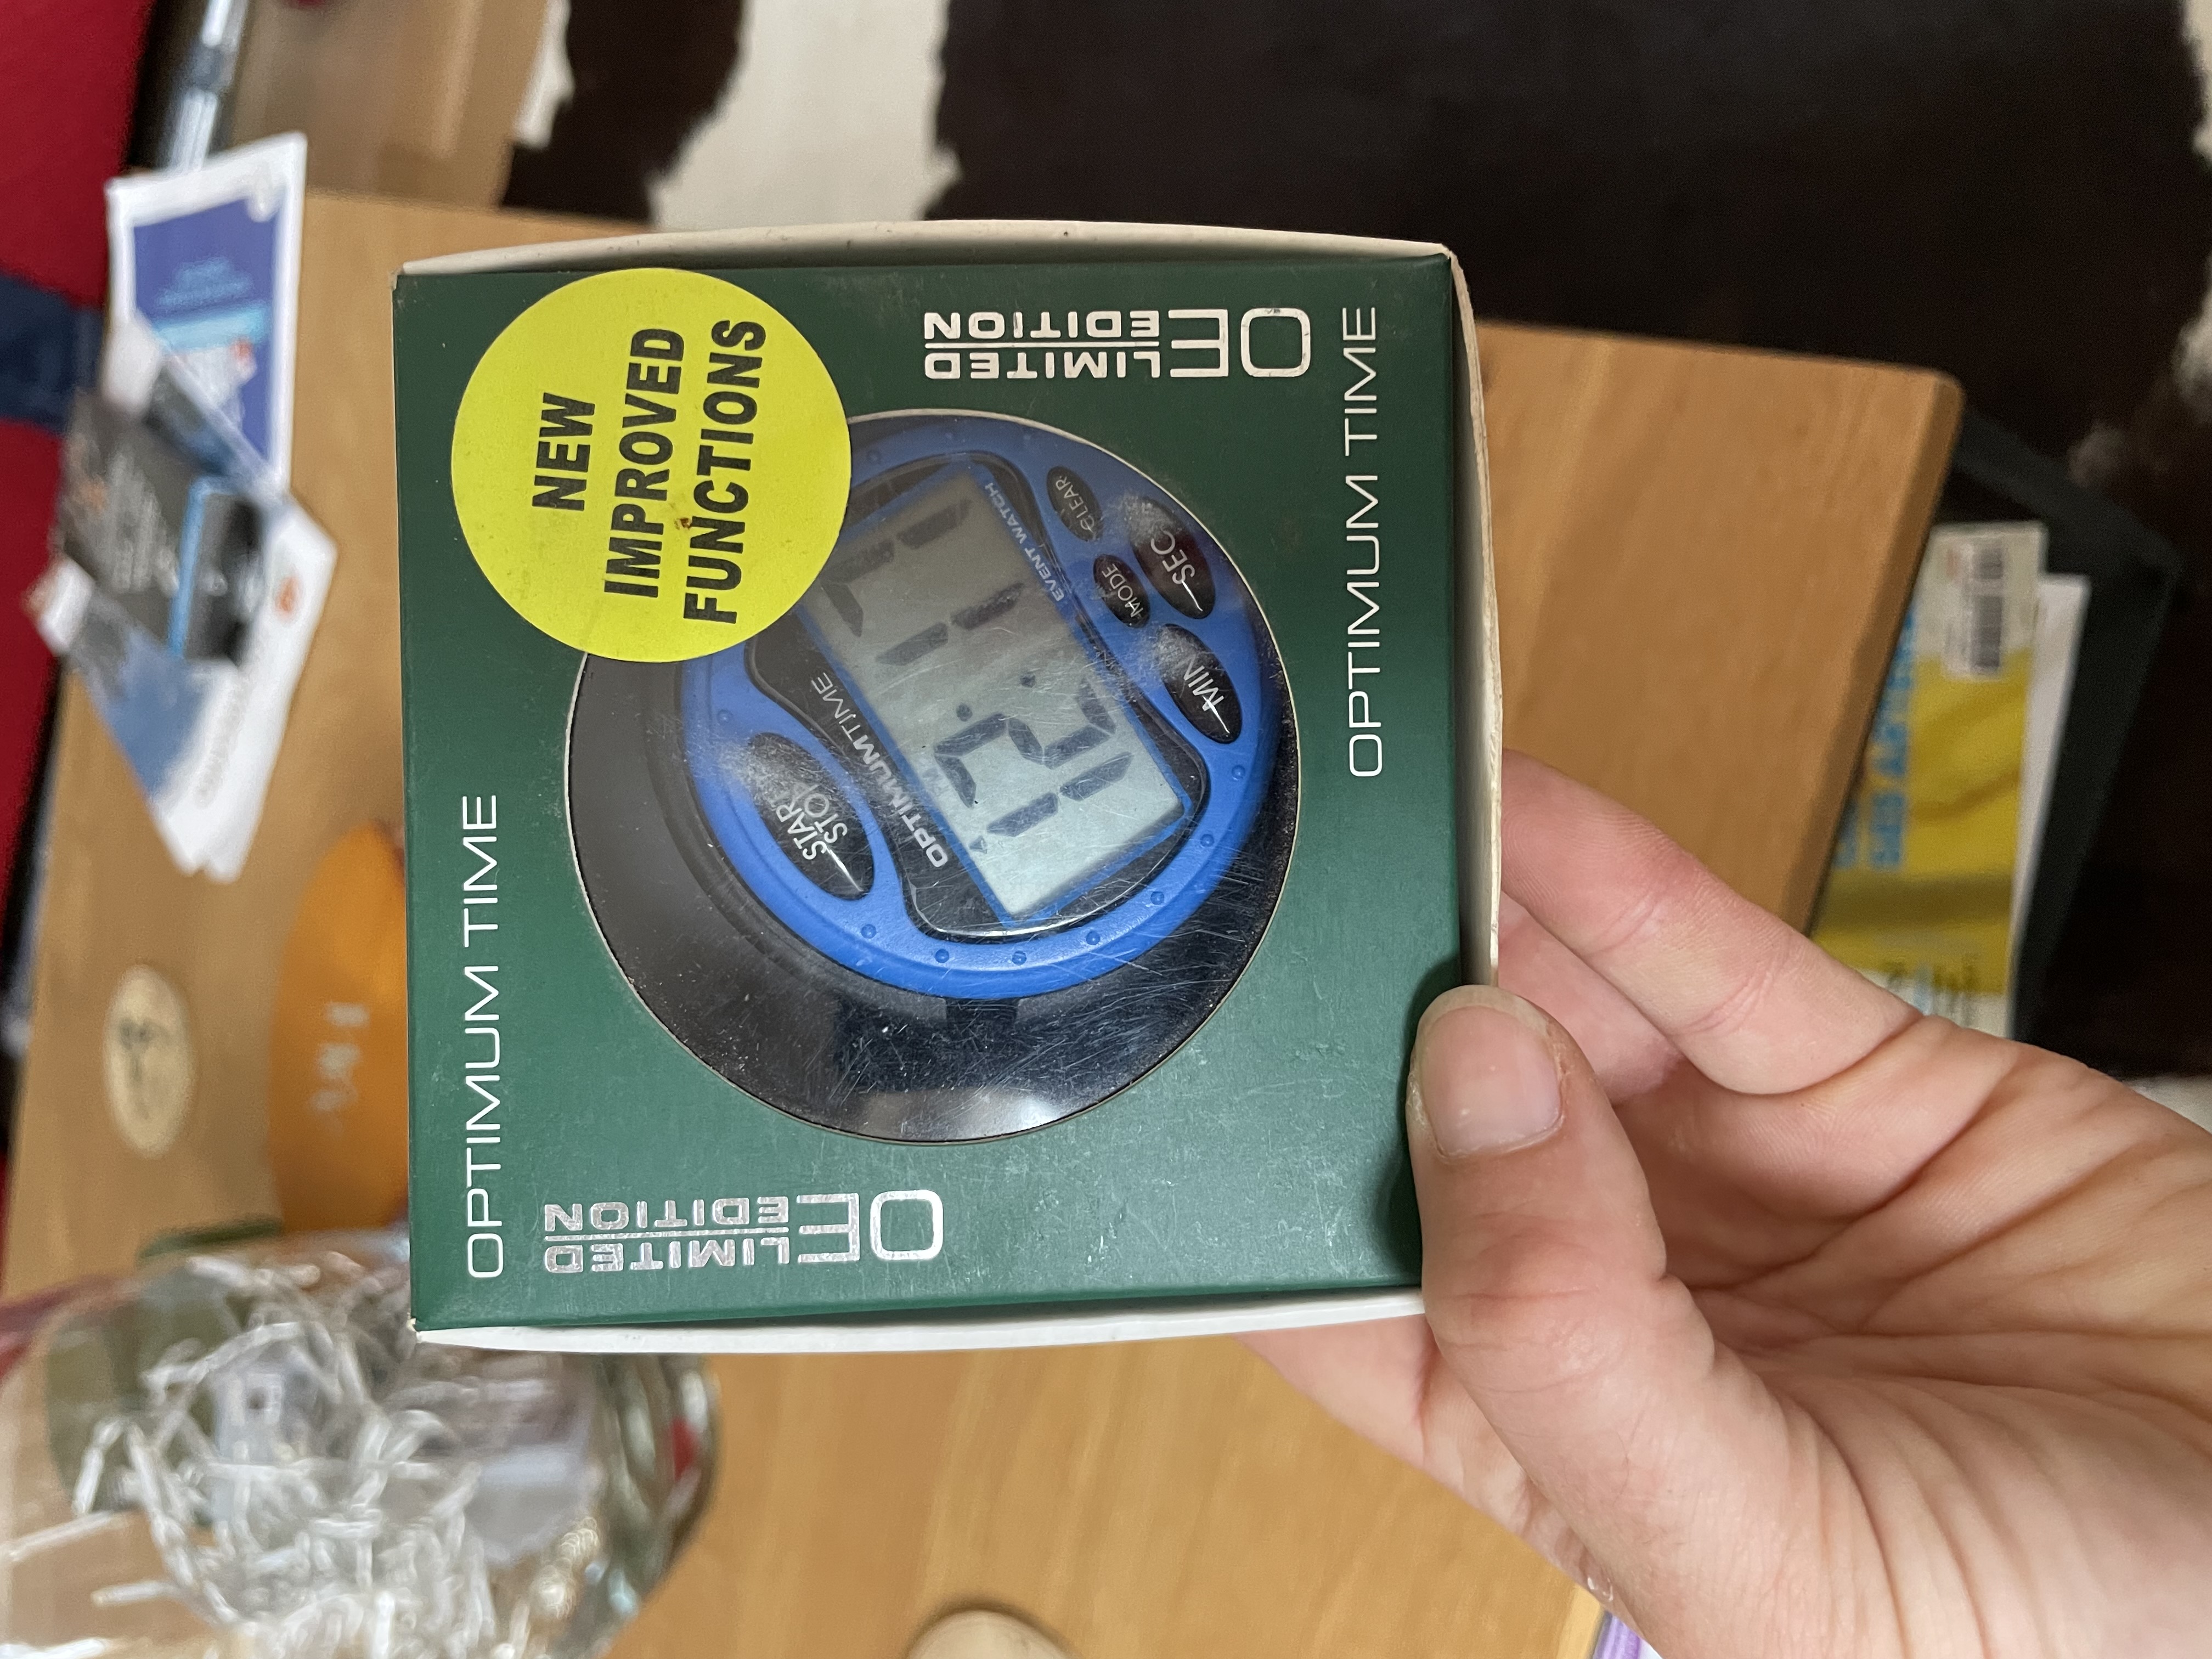 NEW
IMPROVED
FUNCTIONS
OPTIMUM TIME
OE LIMITED
EDITION
OPTIMUM TIME
OE LIMITED
EDITION
OPTIMUM TIME
EVENT WATCH
START
STOP
CLEAR
SEC
MODE
MIN